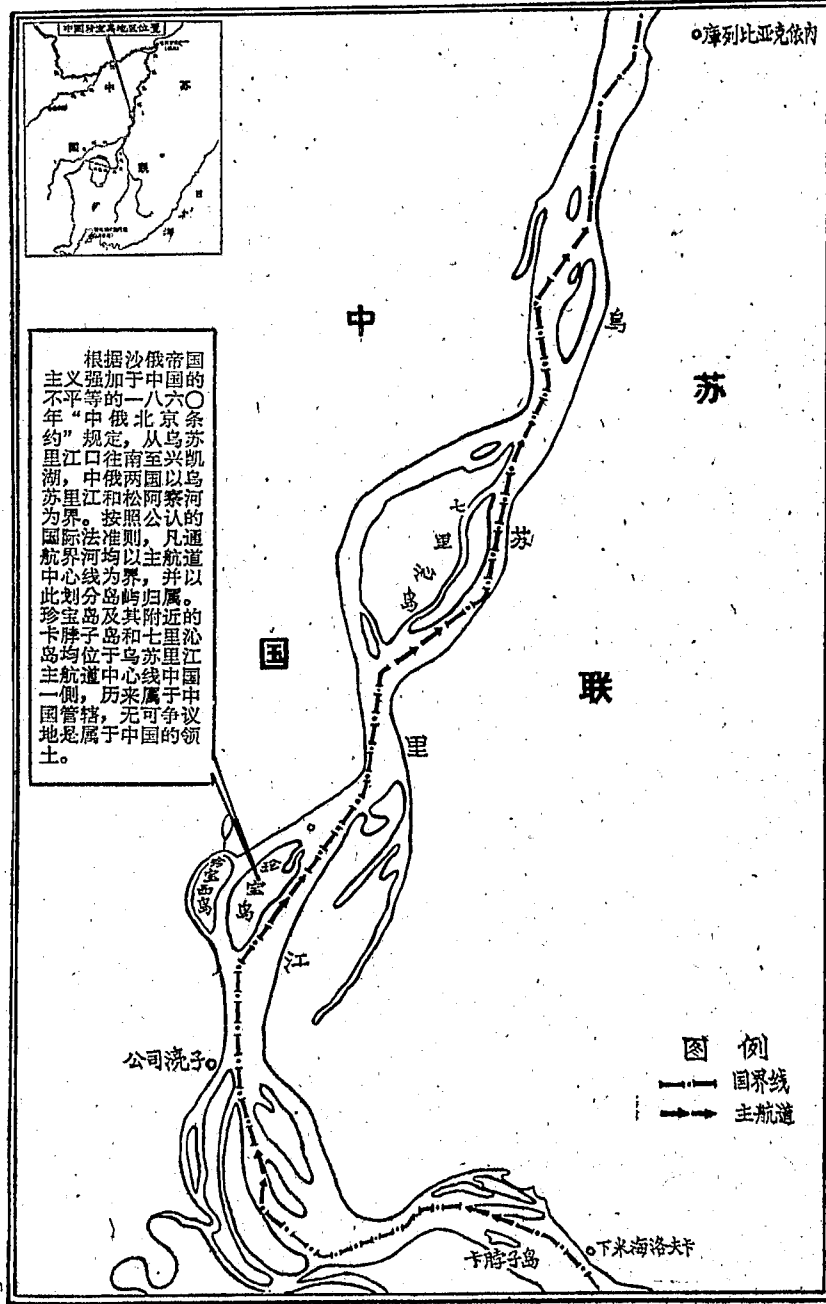 中国珍宝岛地区位置
中
苏
国
联
日
本
海
库列比亚克依内
根据沙俄帝国
主义强加于中国的
不平等的一八六〇
年“中俄北京条
约”规定，从乌苏
里江口往南至兴凯
湖，中俄两国以乌
苏里江和松阿察河
为界。按照公认的
国际法准则，凡通
航界河均以主航道
中心线为界，并以
此划分岛屿归属。
珍宝岛及其附近的
卡脖子岛和七里沁
岛均位于乌苏里江
主航道中心线中国
一侧，历来属于中
国管辖，无可争议
地是属于中国的领
土。
中
国
苏
联
乌
苏
里
江
七里沁岛
珍宝西岛
珍宝岛
公司滨子
卡脖子岛
下米海洛夫卡
图例
国界线
主航道